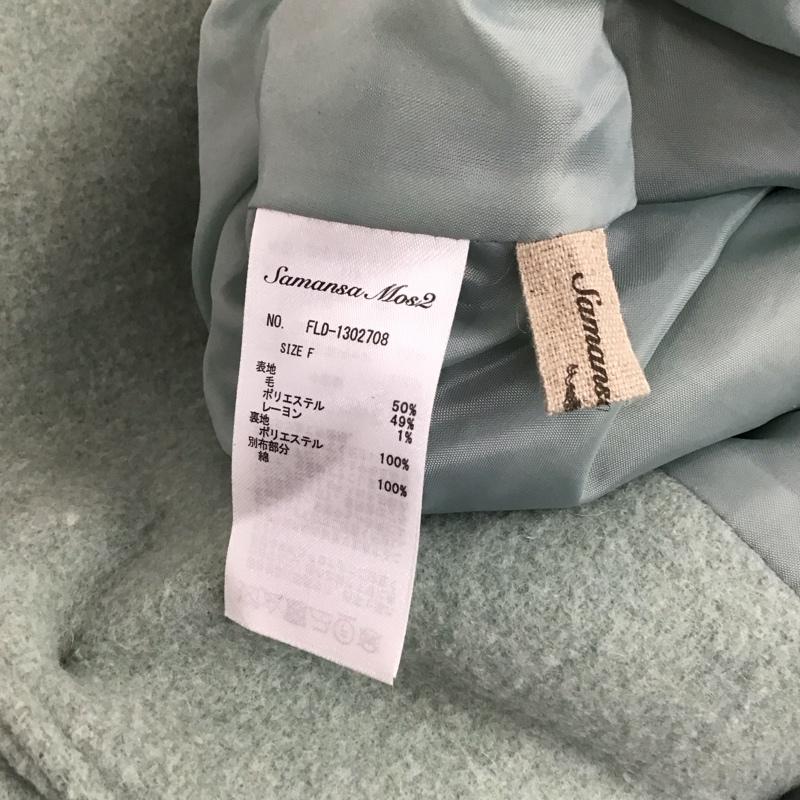 Samansa Mos2
NO. FLD-1302708
SIZE F
表地
毛 50%
ポリエステル 49%
レーヨン 1%
裏地
ポリエステル 100%
別布部分
綿 100%
Samans